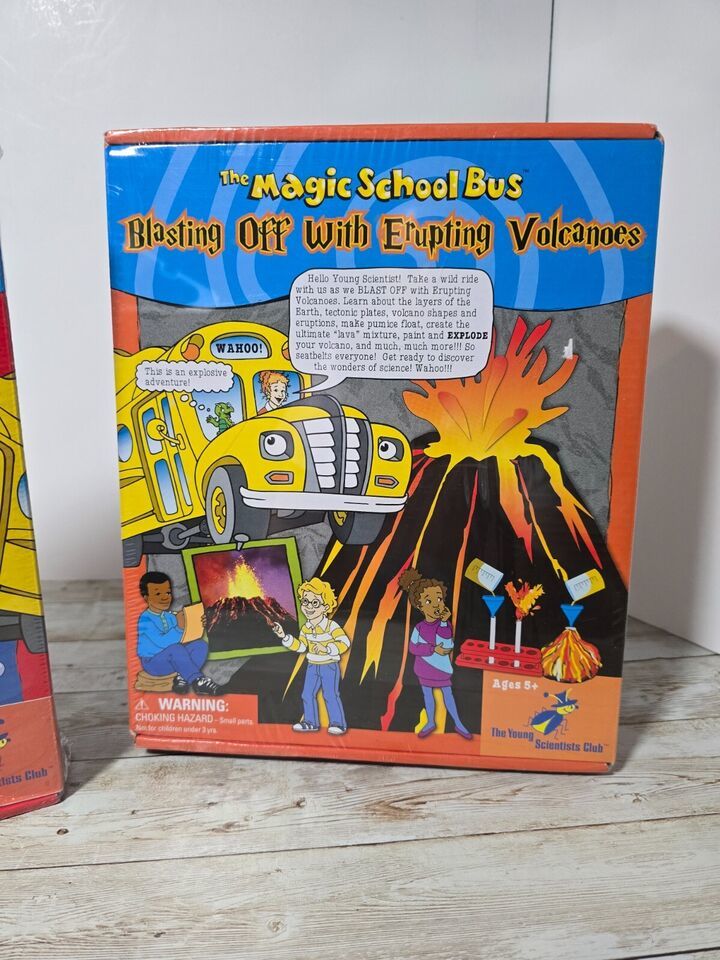 The Magic School Bus™
Blasting Off With Erupting Volcanoes
Hello Young Scientist! Take a wild ride
with us as we BLAST OFF with Erupting
Volcanoes. Learn about the layers of the
Earth, tectonic plates, volcano shapes and
eruptions, make pumice float, create the
ultimate "lava" mixture, paint and EXPLODE
your volcano, and much, much more!!! So
seatbelts everyone! Get ready to discover
the wonders of science! Wahoo!!!
WAHOO!
This is an explosive
adventure!
WARNING:
CHOKING HAZARD - Small parts
Not for children under 3 yrs.
Ages 5+
The Young
Scientists Club™
ists Club™